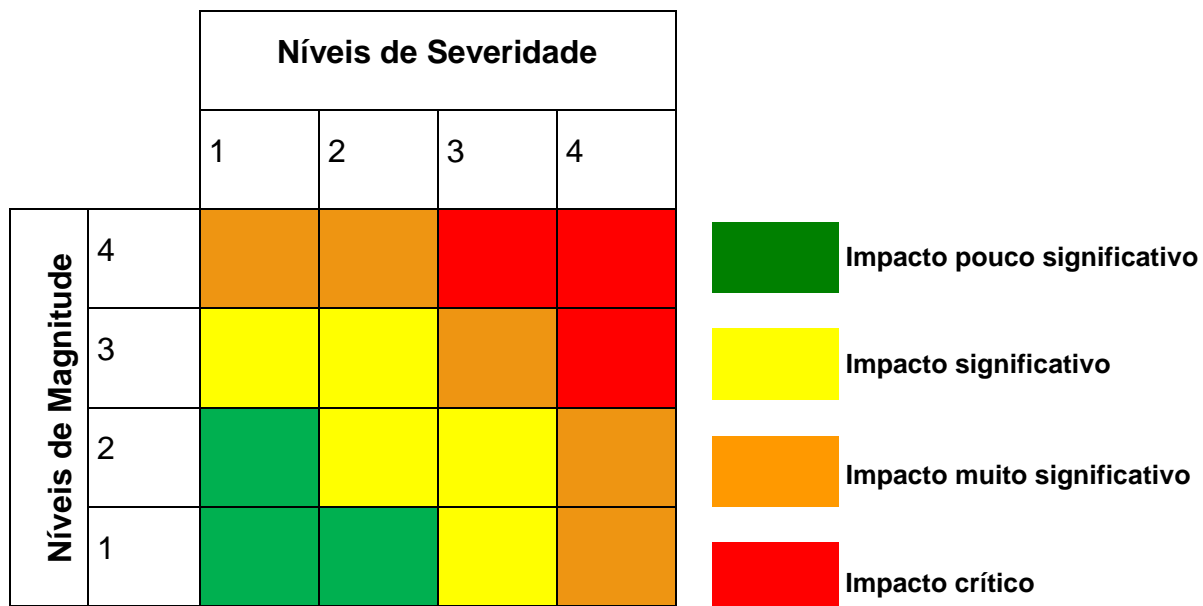 Níveis de Severidade
1 2 3 4
Níveis de Magnitude
4
3
2
1
Impacto pouco significativo
Impacto significativo
Impacto muito significativo
Impacto crítico